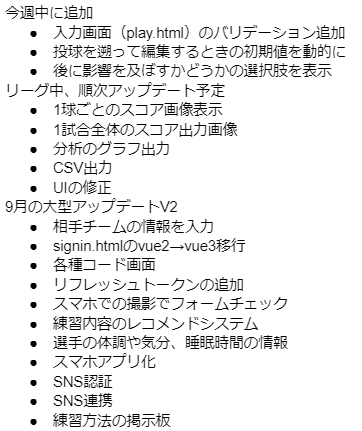 今週中に追加
● 入力画面（play.html）のバリデーション追加
● 投球を遡って編集するときの初期値を動的に
● 後に影響を及ぼすかどうかの選択肢を表示
リーグ中、順次アップデート予定
● 1球ごとのスコア画像表示
● 1試合全体のスコア出力画像
● 分析のグラフ出力
● CSV出力
● UIの修正
9月の大型アップデートV2
● 相手チームの情報を入力
● signin.htmlのvue2→vue3移行
● 各種コード画面
● リフレッシュトークンの追加
● スマホでの撮影でフォームチェック
● 練習内容のレコメンドシステム
● 選手の体調や気分、睡眠時間の情報
● スマホアプリ化
● SNS認証
● SNS連携
● 練習方法の掲示板